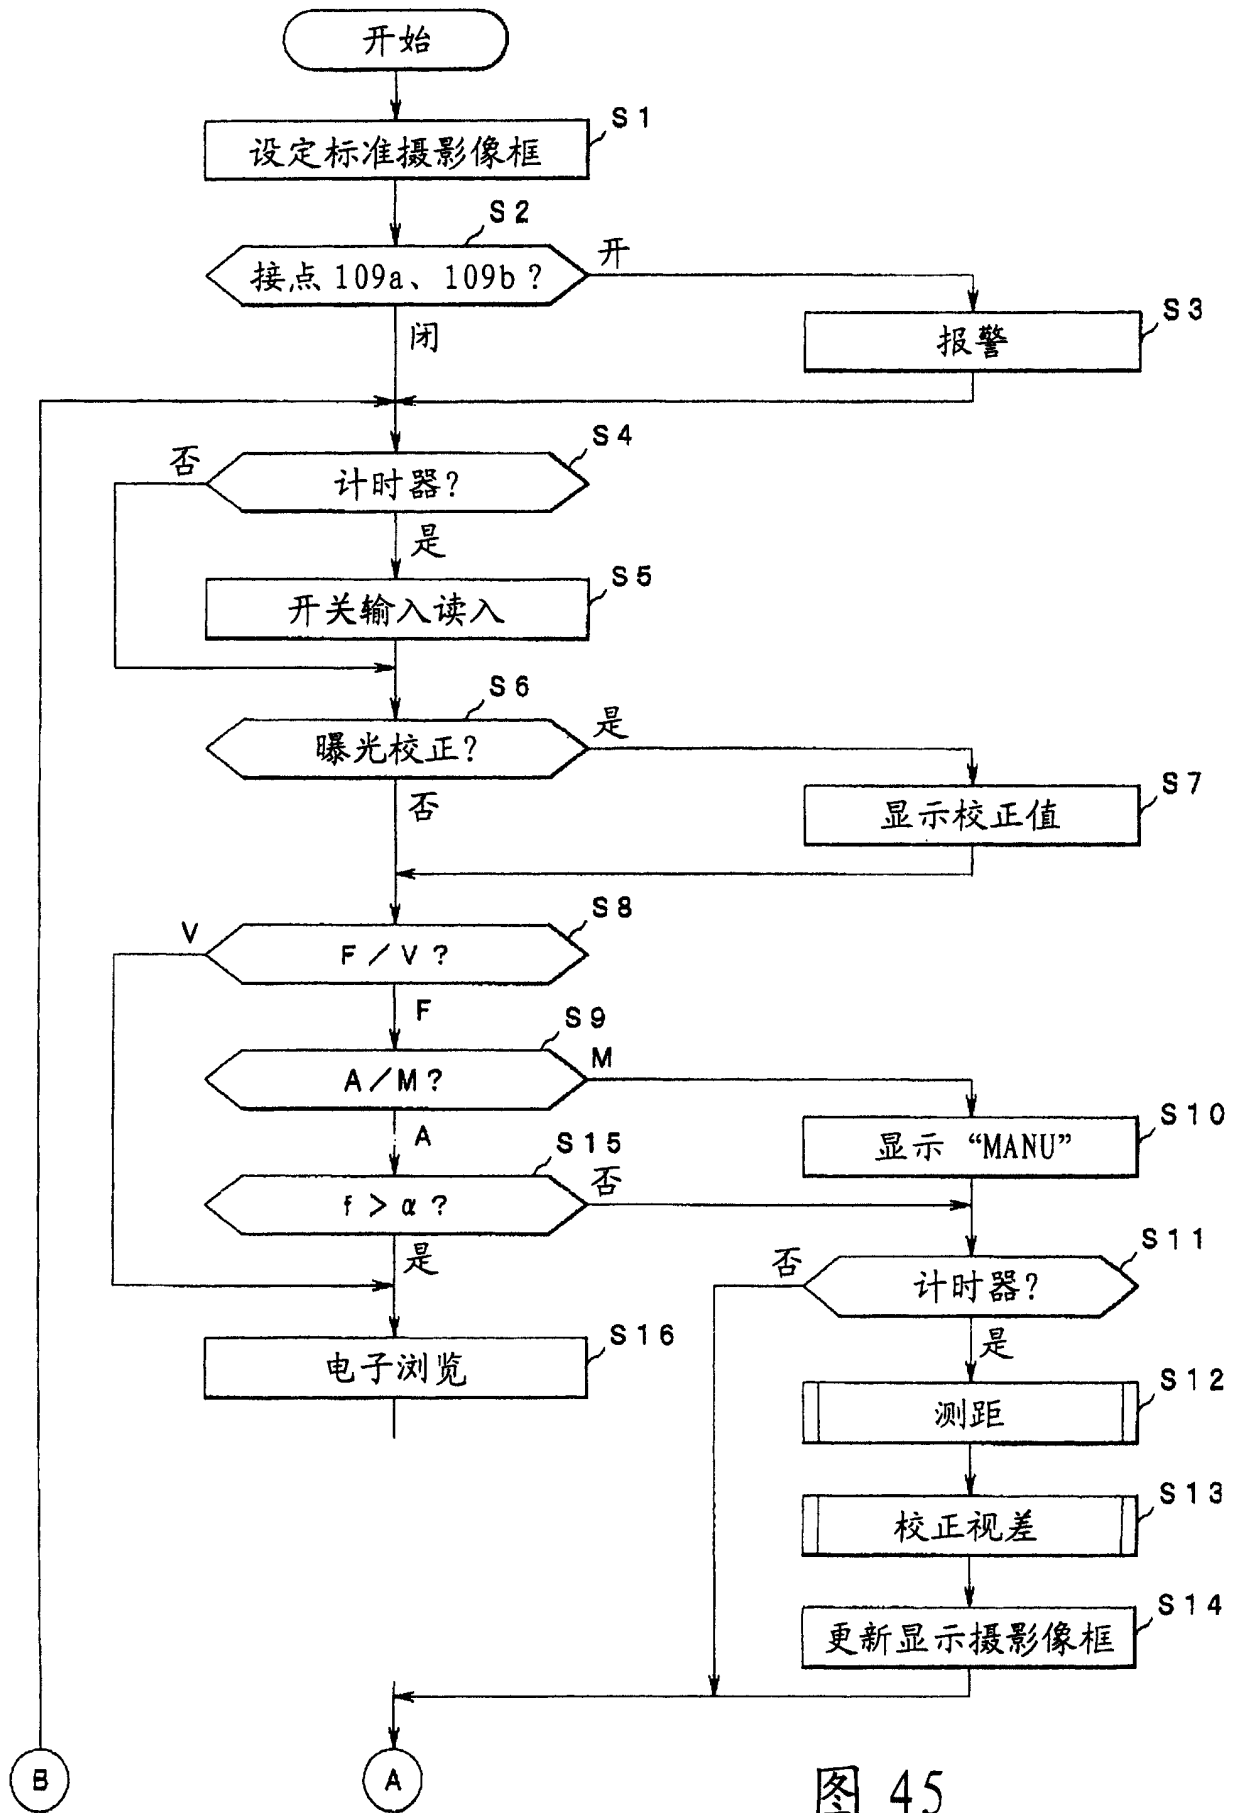 开始
S1
设定标准摄影像框
S2
接点 109a、109b?
开
闭
S3
报警
S4
否
计时器?
是
S5
开关输入读入
S6
曝光校正?
是
否
S7
显示校正值
S8
V
F/V?
F
S9
A/M?
M
A
S10
显示 “MANU”
S15
f>α?
否
是
S11
否
计时器?
是
S16
电子浏览
S12
测距
S13
校正视差
S14
更新显示摄影像框
B
A
图 45